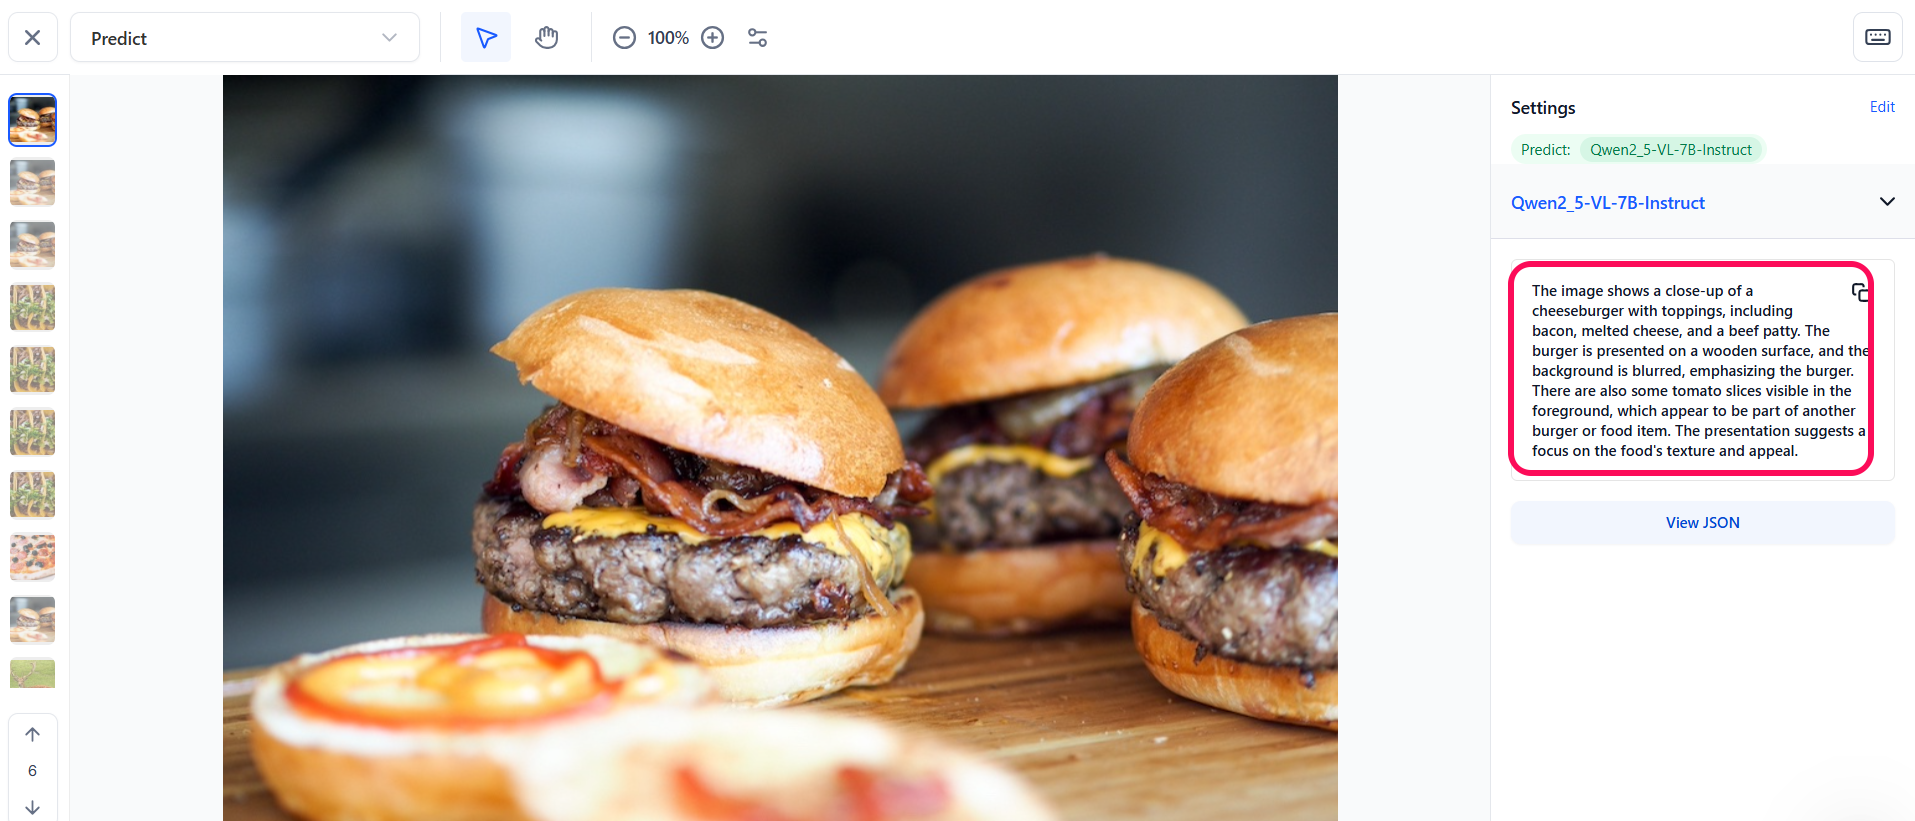 Predict
100%
Settings
Edit
Predict: Qwen2_5-VL-7B-Instruct
Qwen2_5-VL-7B-Instruct
The image shows a close-up of a
cheeseburger with toppings, including
bacon, melted cheese, and a beef patty. The
burger is presented on a wooden surface, and the
background is blurred, emphasizing the burger.
There are also some tomato slices visible in the
foreground, which appear to be part of another
burger or food item. The presentation suggests a
focus on the food's texture and appeal.
View JSON
6